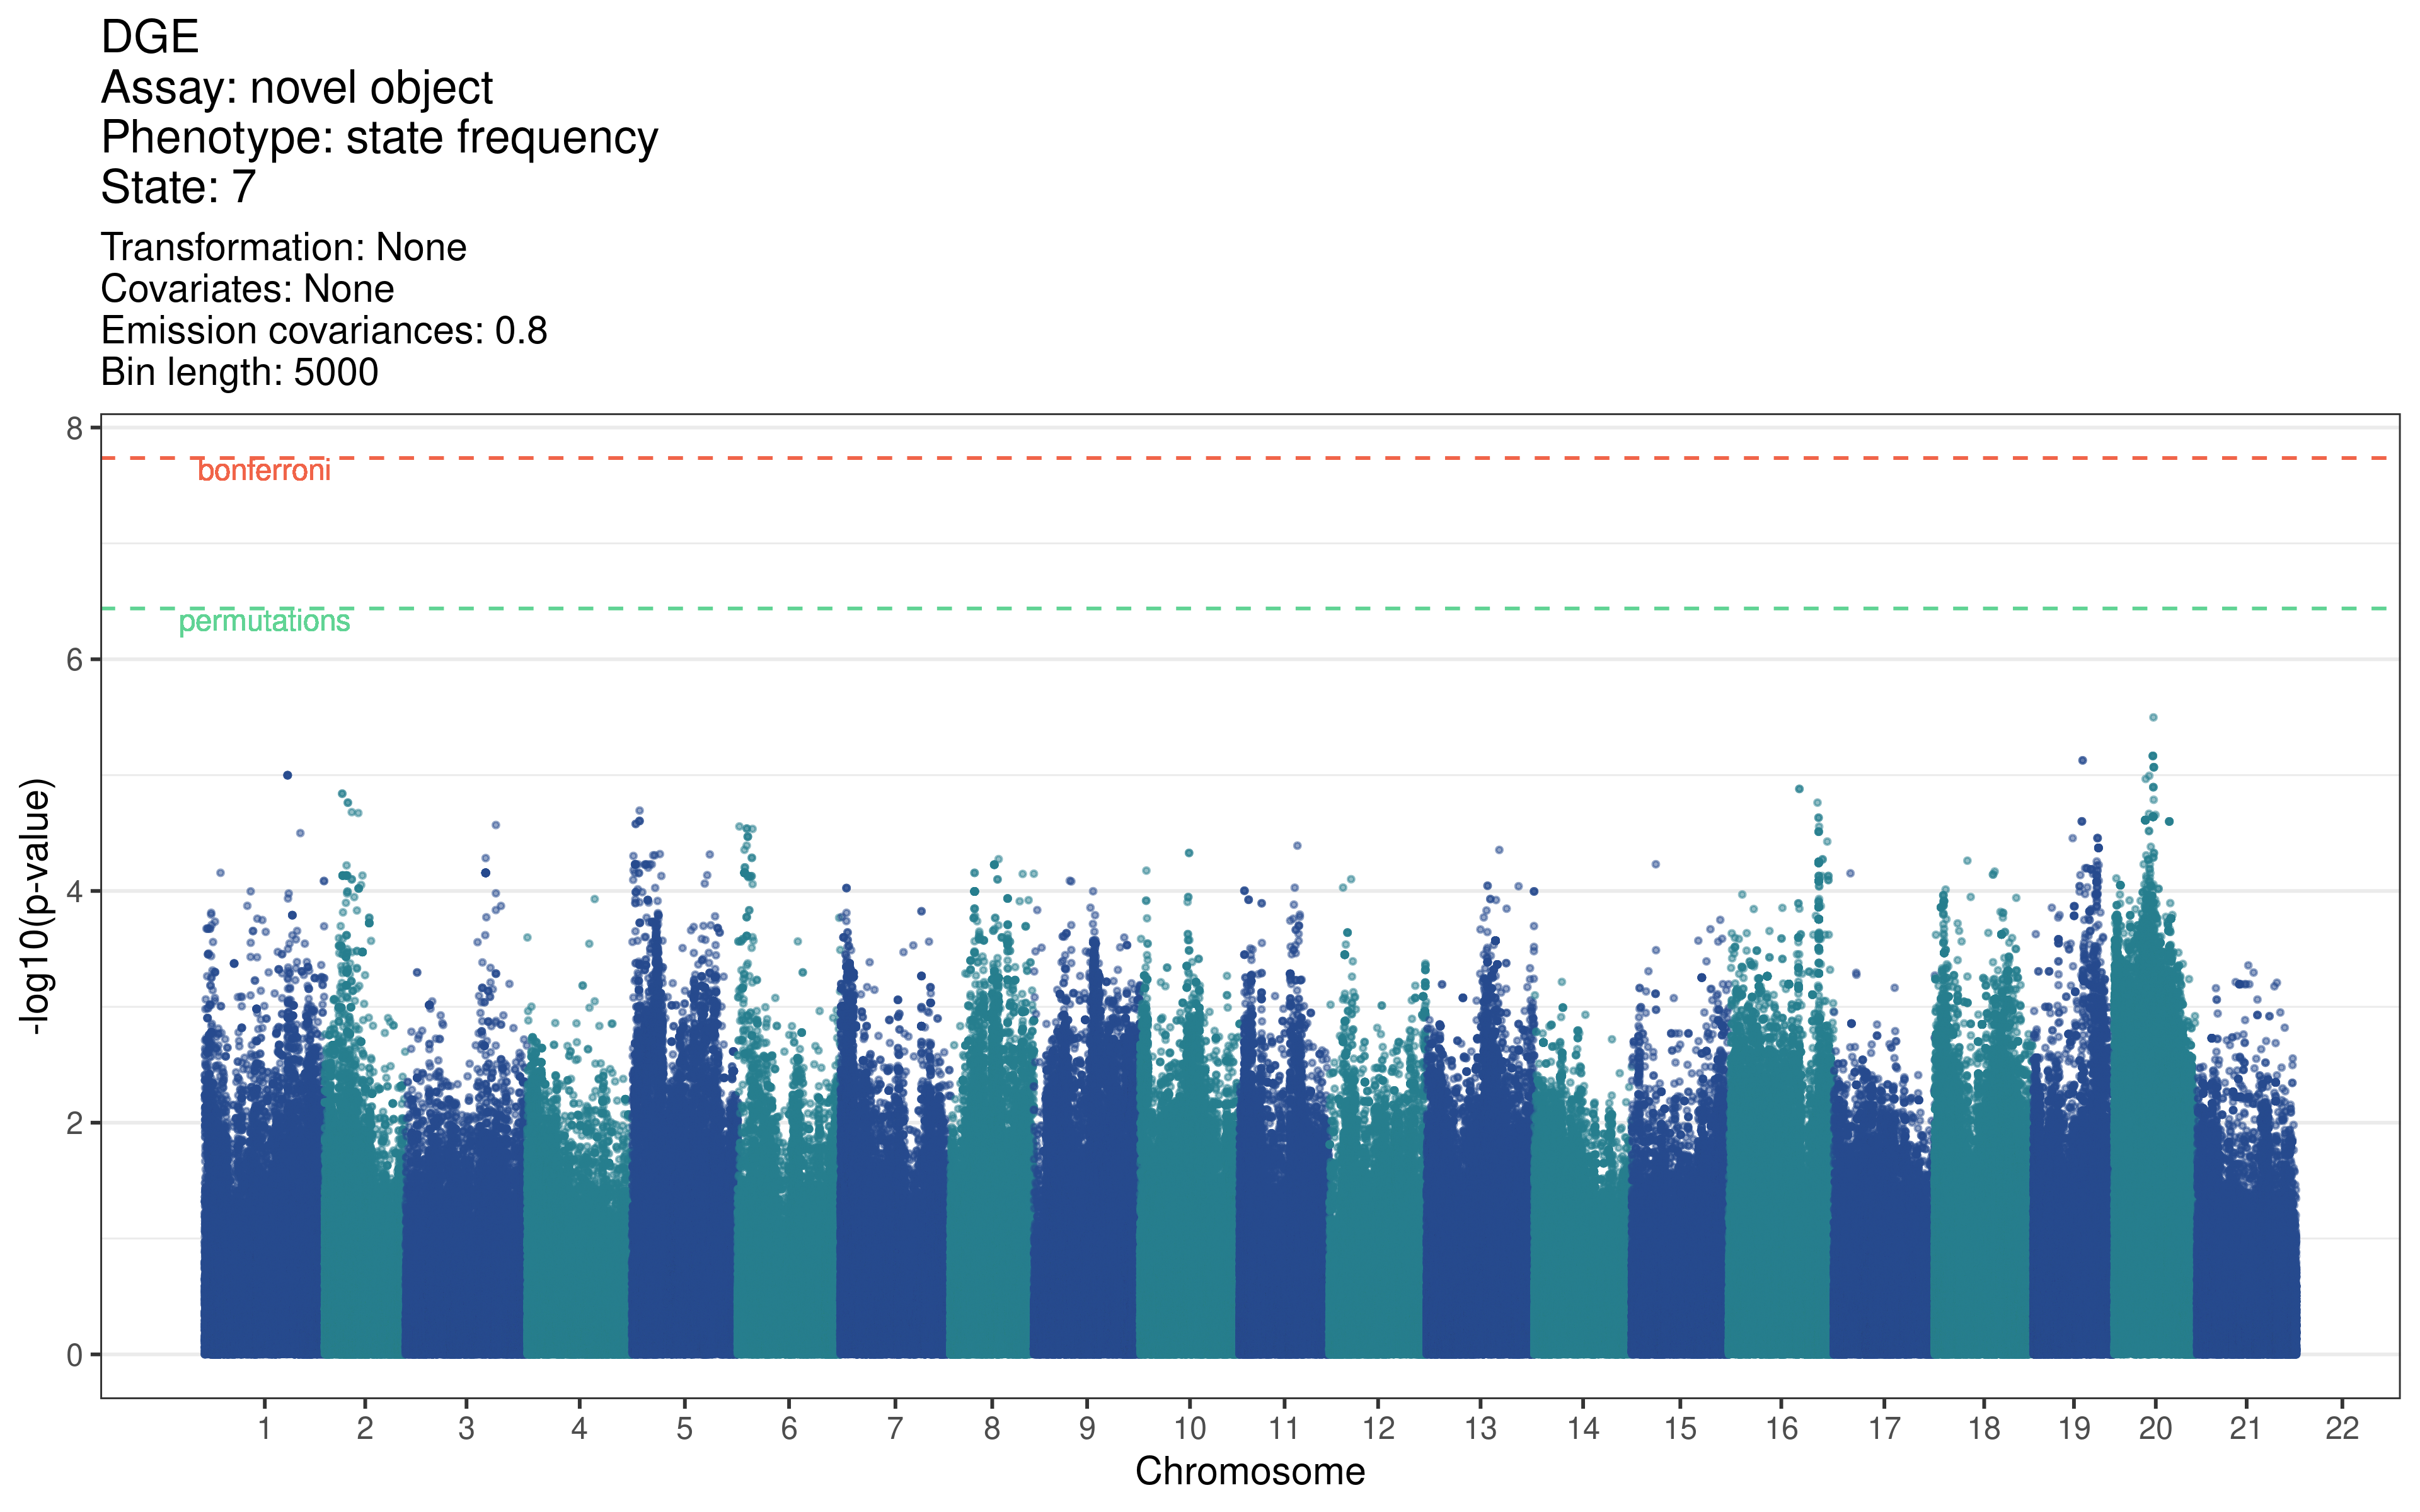 DGE
Assay: novel object
Phenotype: state frequency
State: 7
Transformation: None
Covariates: None
Emission covariances: 0.8
Bin length: 5000
8
bonferroni
permutations
6
4
2
0
-log10(p-value)
1 2 3 4 5 6 7 8 9 10 11 12 13 14 15 16 17 18 19 20 21 22
Chromosome